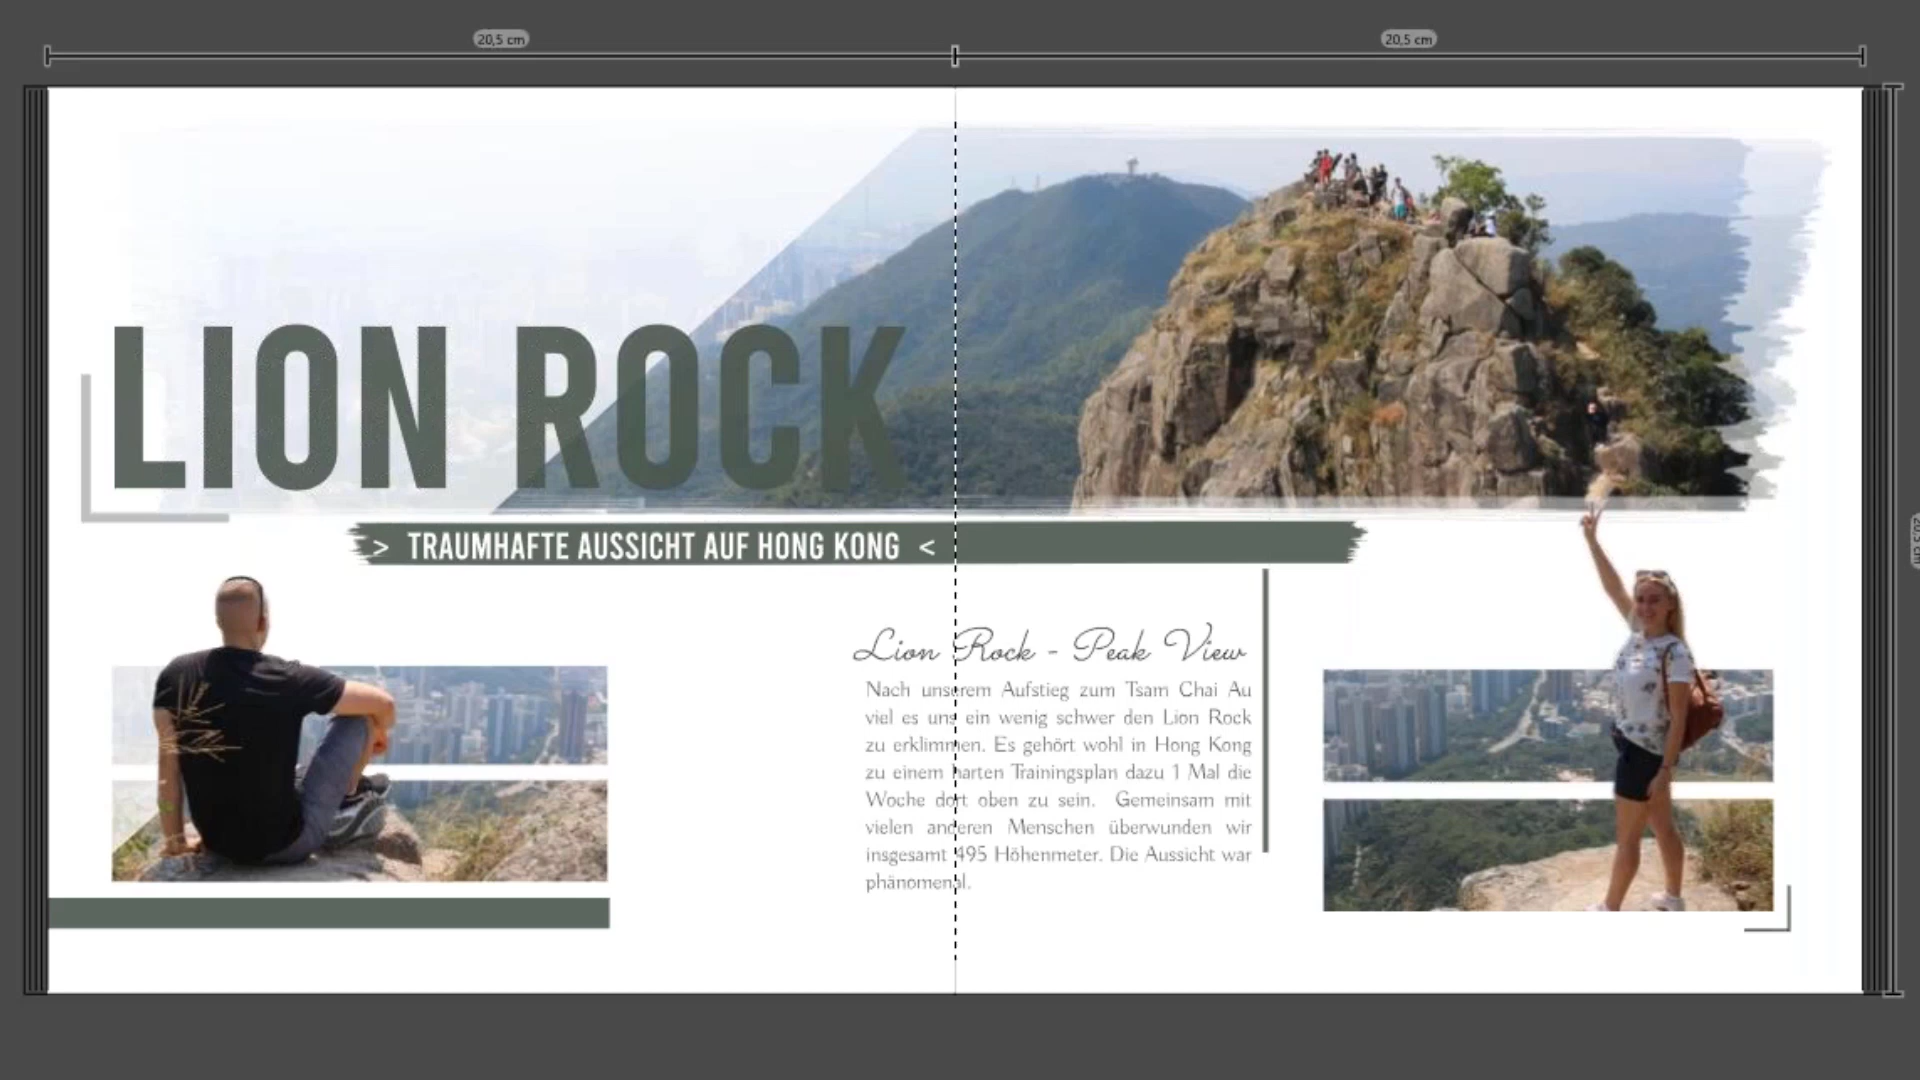 20,5 cm
20,5 cm
LION ROCK
> TRAUMHAFTE AUSSICHT AUF HONG KONG <
Lion Rock - Peak View
Nach unserem Aufstieg zum Tsam Chai Au
viel es uns ein wenig schwer den Lion Rock
zu erklimmen. Es gehört wohl in Hong Kong
zu einem harten Trainingsplan dazu 1 Mal die
Woche dort oben zu sein. Gemeinsam mit
vielen anderen Menschen überwunden wir
insgesamt 495 Höhenmeter. Die Aussicht war
phänomenal.